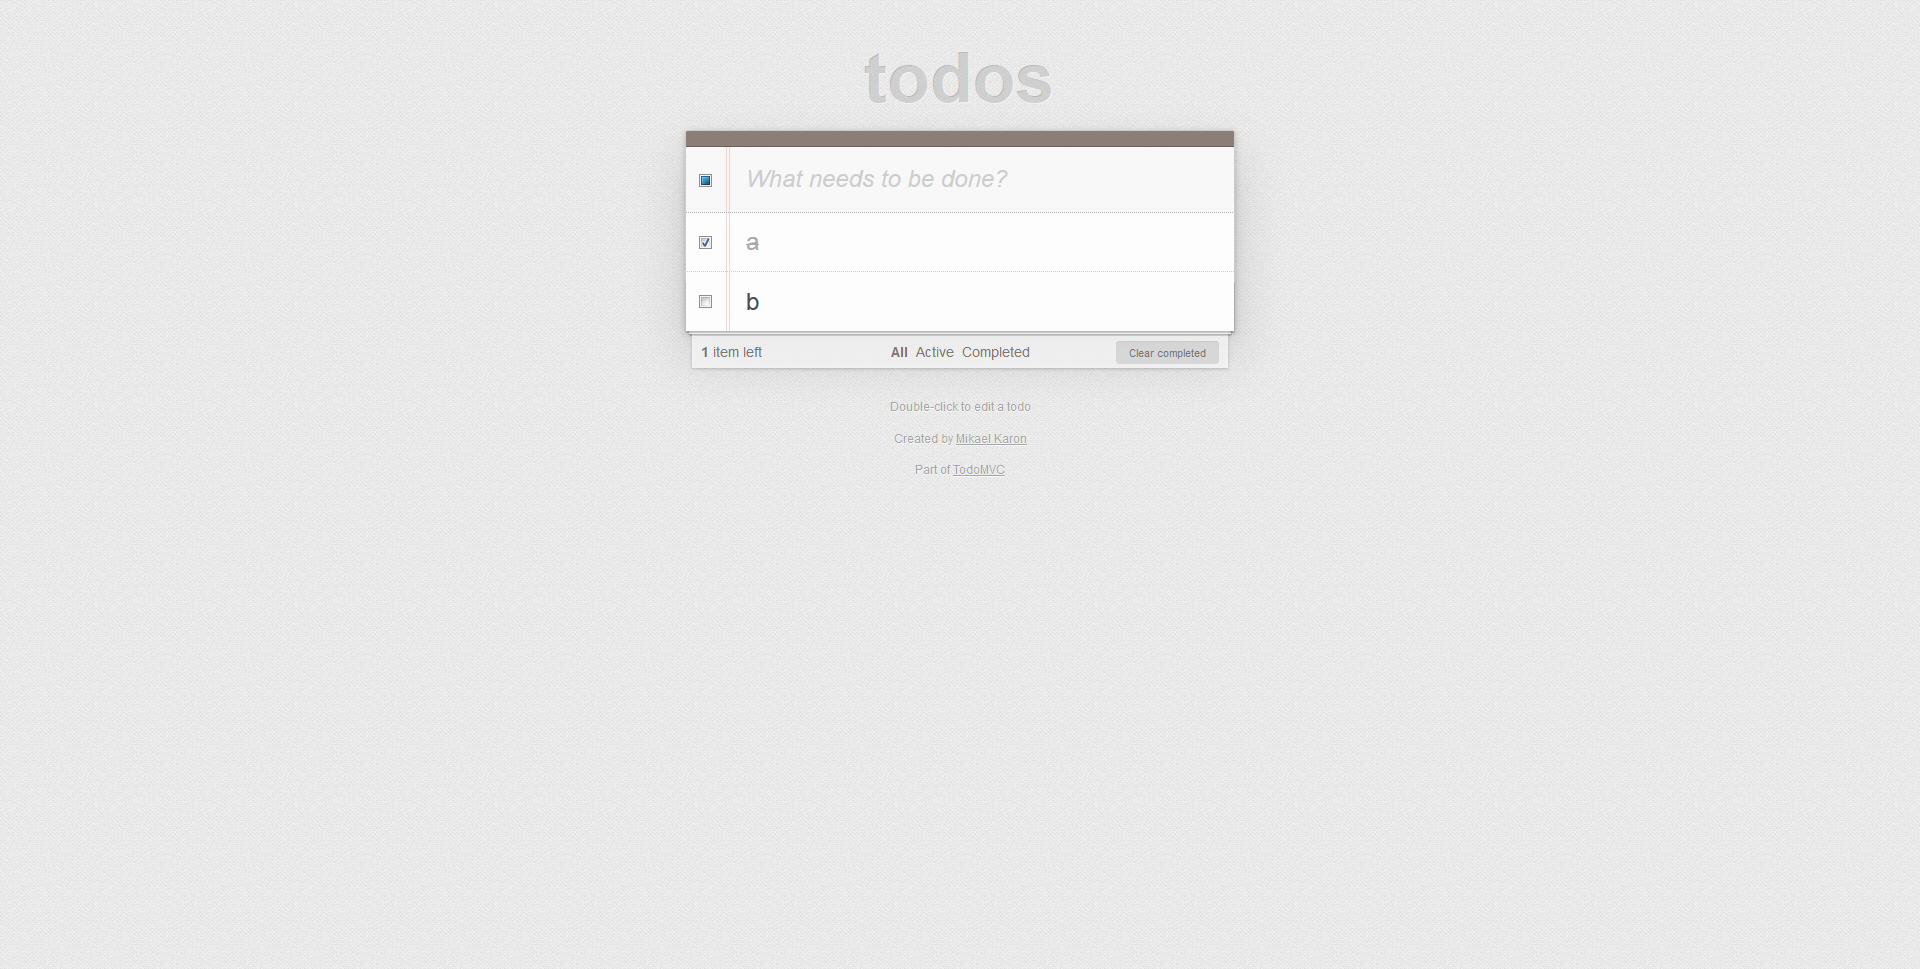 todos
What needs to be done?
a
b
1 item left All Active Completed Clear completed
Double-click to edit a todo
Created by Mikael Karon
Part of TodoMVC